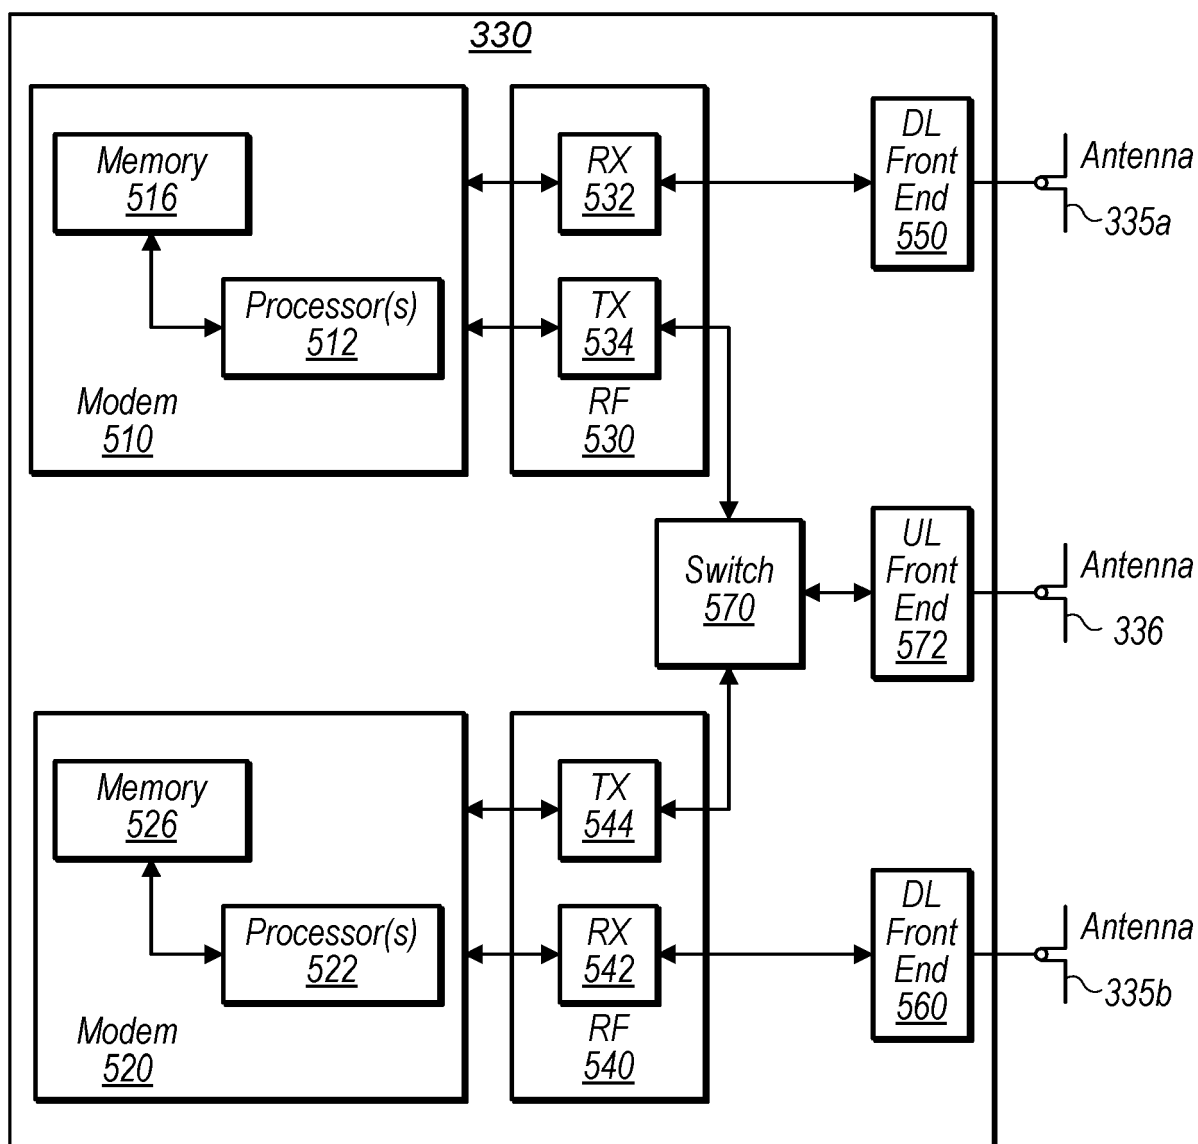 330
Memory
516
Processor(s)
512
Modem
510
RX
532
TX
534
RF
530
DL
Front
End
550
Antenna
335a
Switch
570
UL
Front
End
572
Antenna
336
Memory
526
Processor(s)
522
Modem
520
TX
544
RX
542
RF
540
DL
Front
End
560
Antenna
335b